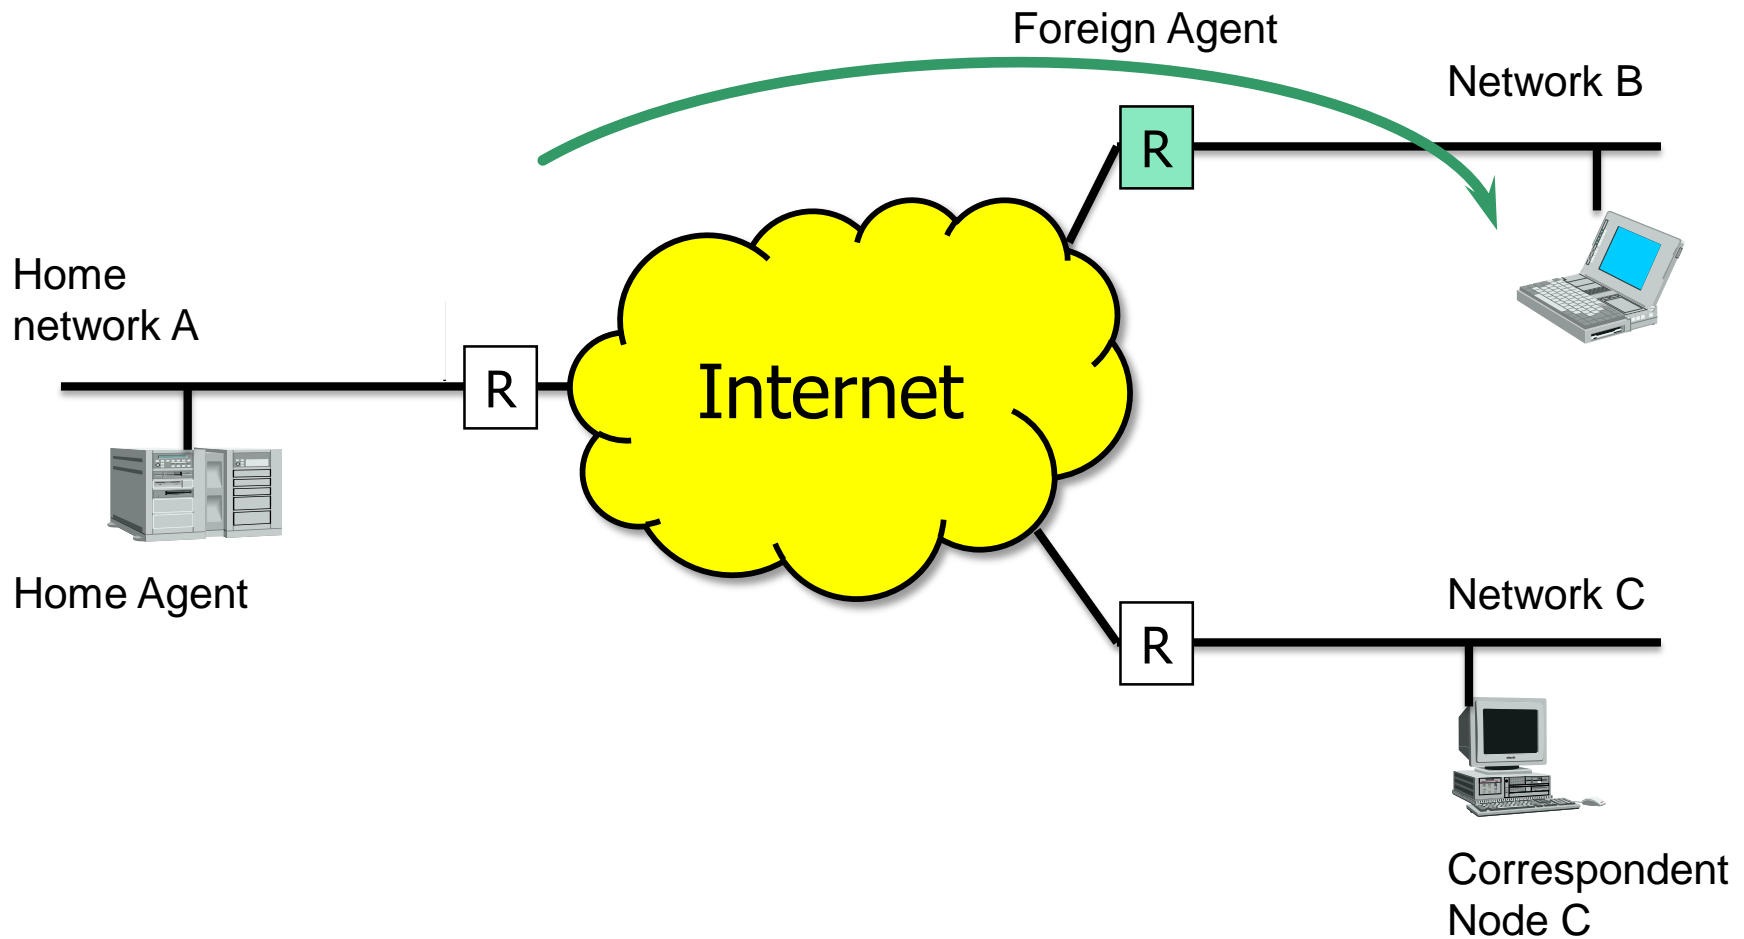 Foreign Agent
Network B
R
Home
network A
R
Internet
Home Agent
Network C
R
Correspondent
Node C